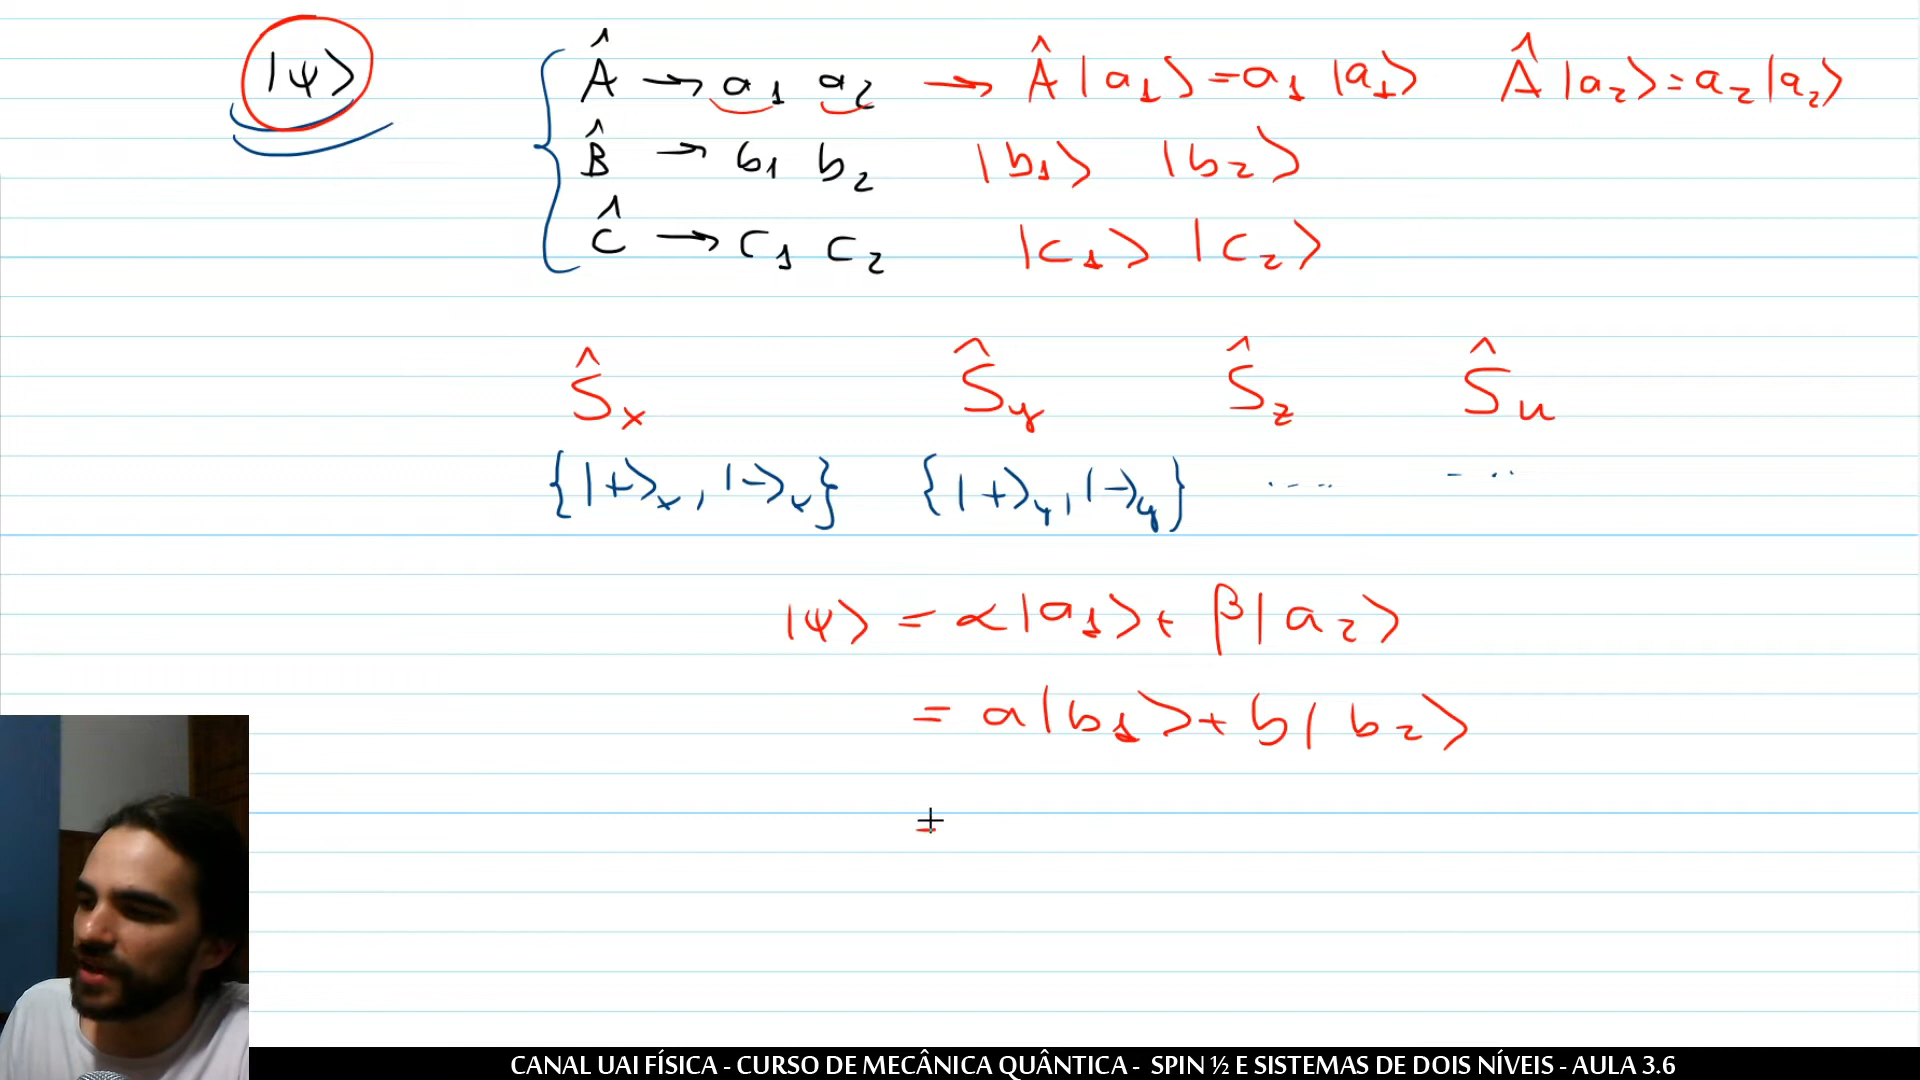 |ψ⟩ { Â → a₁ a₂ → Â |a₁⟩ = a₁ |a₁⟩ Â |a₂⟩ = a₂ |a₂⟩
B̂ → b₁ b₂ |b₁⟩ |b₂⟩
Ĉ → c₁ c₂ |c₁⟩ |c₂⟩
Ŝx Ŝy Ŝz Ŝu
{|+⟩x, |-⟩x} {|+⟩y, |-⟩y} .... ....
|ψ⟩ = α|a₁⟩ + β|a₂⟩
= a|b₁⟩ + b|b₂⟩
=
CANAL UAI FÍSICA - CURSO DE MECÂNICA QUÂNTICA - SPIN ½ E SISTEMAS DE DOIS NÍVEIS - AULA 3.6